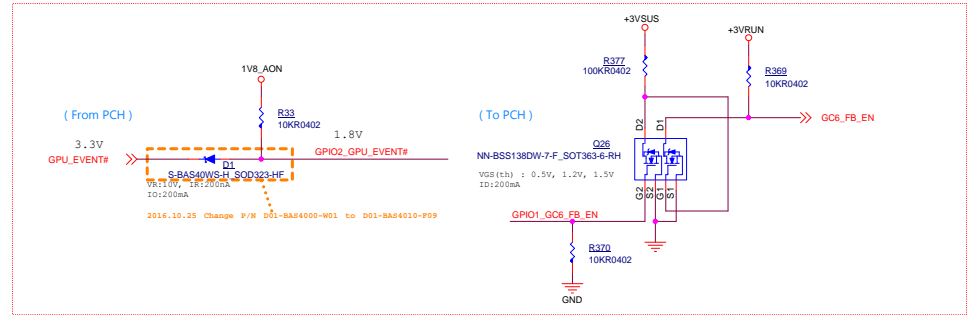 +3VSUS
+3VRUN
1V8_AON
R377
100KR0402
R369
10KR0402
( From PCH )
R33
10KR0402
( To PCH )
GC6_FB_EN
D2
D1
3.3V
1.8V
GPU_EVENT#
GPIO2_GPU_EVENT#
D1
S-BAS40WS-H_SOD323-HF
VR:10V, IR:200nA
IO:200mA
Q26
NN-BSS138DW-7-F_SOT363-6-RH
VGS(th) : 0.5V, 1.2V, 1.5V
ID:200mA
G2
S2
G1
S1
2016.10.25 Change P/N D01-BAS4000-W01 to D01-BAS4010-P09
GPIO1_GC6_FB_EN
R370
10KR0402
GND